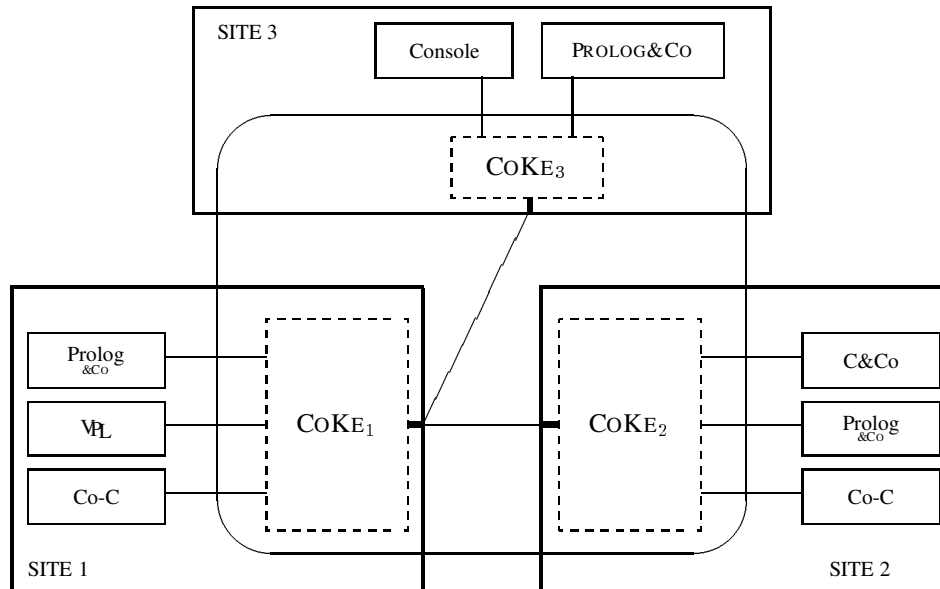 SITE 3
Console
PROLOG&CO
COKE3
Prolog
&CO
VPL
Co-C
COKE1
SITE 1
COKE2
C&Co
Prolog
&CO
Co-C
SITE 2